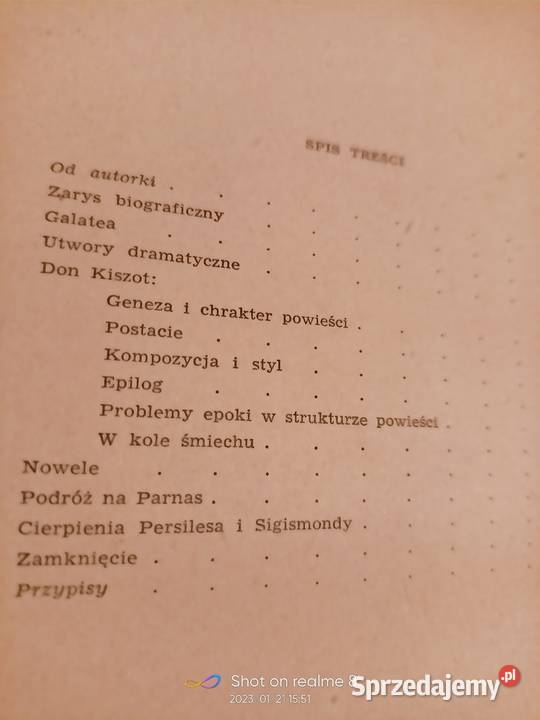 SPIS TREŚCI
Od autorki . . . . . . .
Zarys biograficzny . . . . . .
Galatea . . . . . . .
Utwory dramatyczne . . . . . .
Don Kiszot:
Geneza i chrakter powieści . . . .
Postacie . . . . . .
Kompozycja i styl . . . . .
Epilog . . . . . .
Problemy epoki w strukturze powieści . .
W kole śmiechu . . . . . .
Nowele . . . . . . .
Podróż na Parnas . . . . . .
Cierpienia Persilesa i Sigismondy . . . .
Zamknięcie . . . . . . .
Przypisy . . . . . .
Shot on realme 8
2023.01.21 15:51
Sprzedajemy.pl